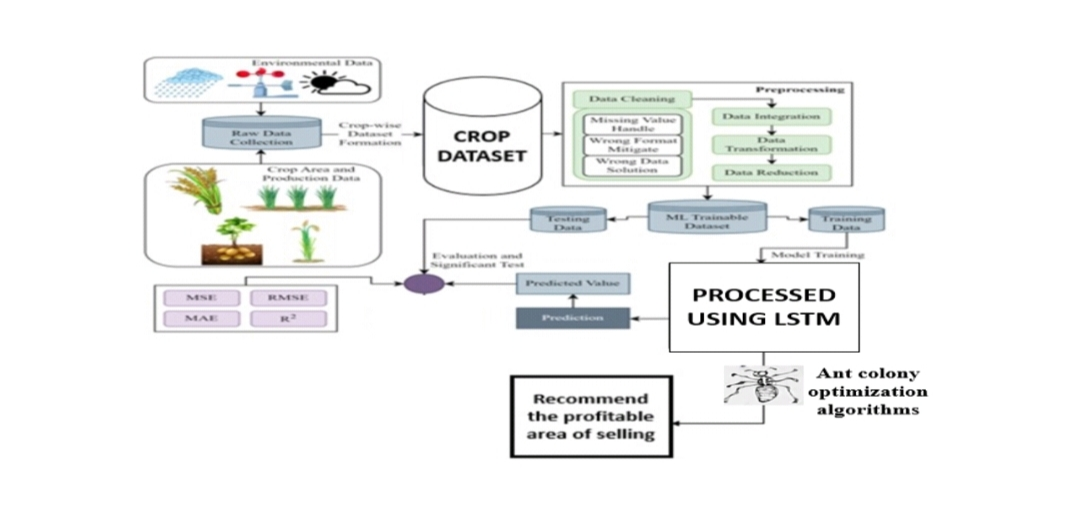 Environmental Data
Raw Data
Collection
Crop-wise
Dataset
Formation
Crop Area and
Production Data
CROP
DATASET
Preprocessing
Data Cleaning
Missing Value
Handle
Wrong Format
Mitigate
Wrong Data
Solution
Data Integration
Data
Transformation
Data Reduction
Testing
Data
ML Trainable
Dataset
Training
Data
Model Training
Evaluation and
Significant Test
MSE
RMSE
MAE
R²
Predicted Value
Prediction
PROCESSED
USING LSTM
Ant colony
optimization
algorithms
Recommend
the profitable
area of selling